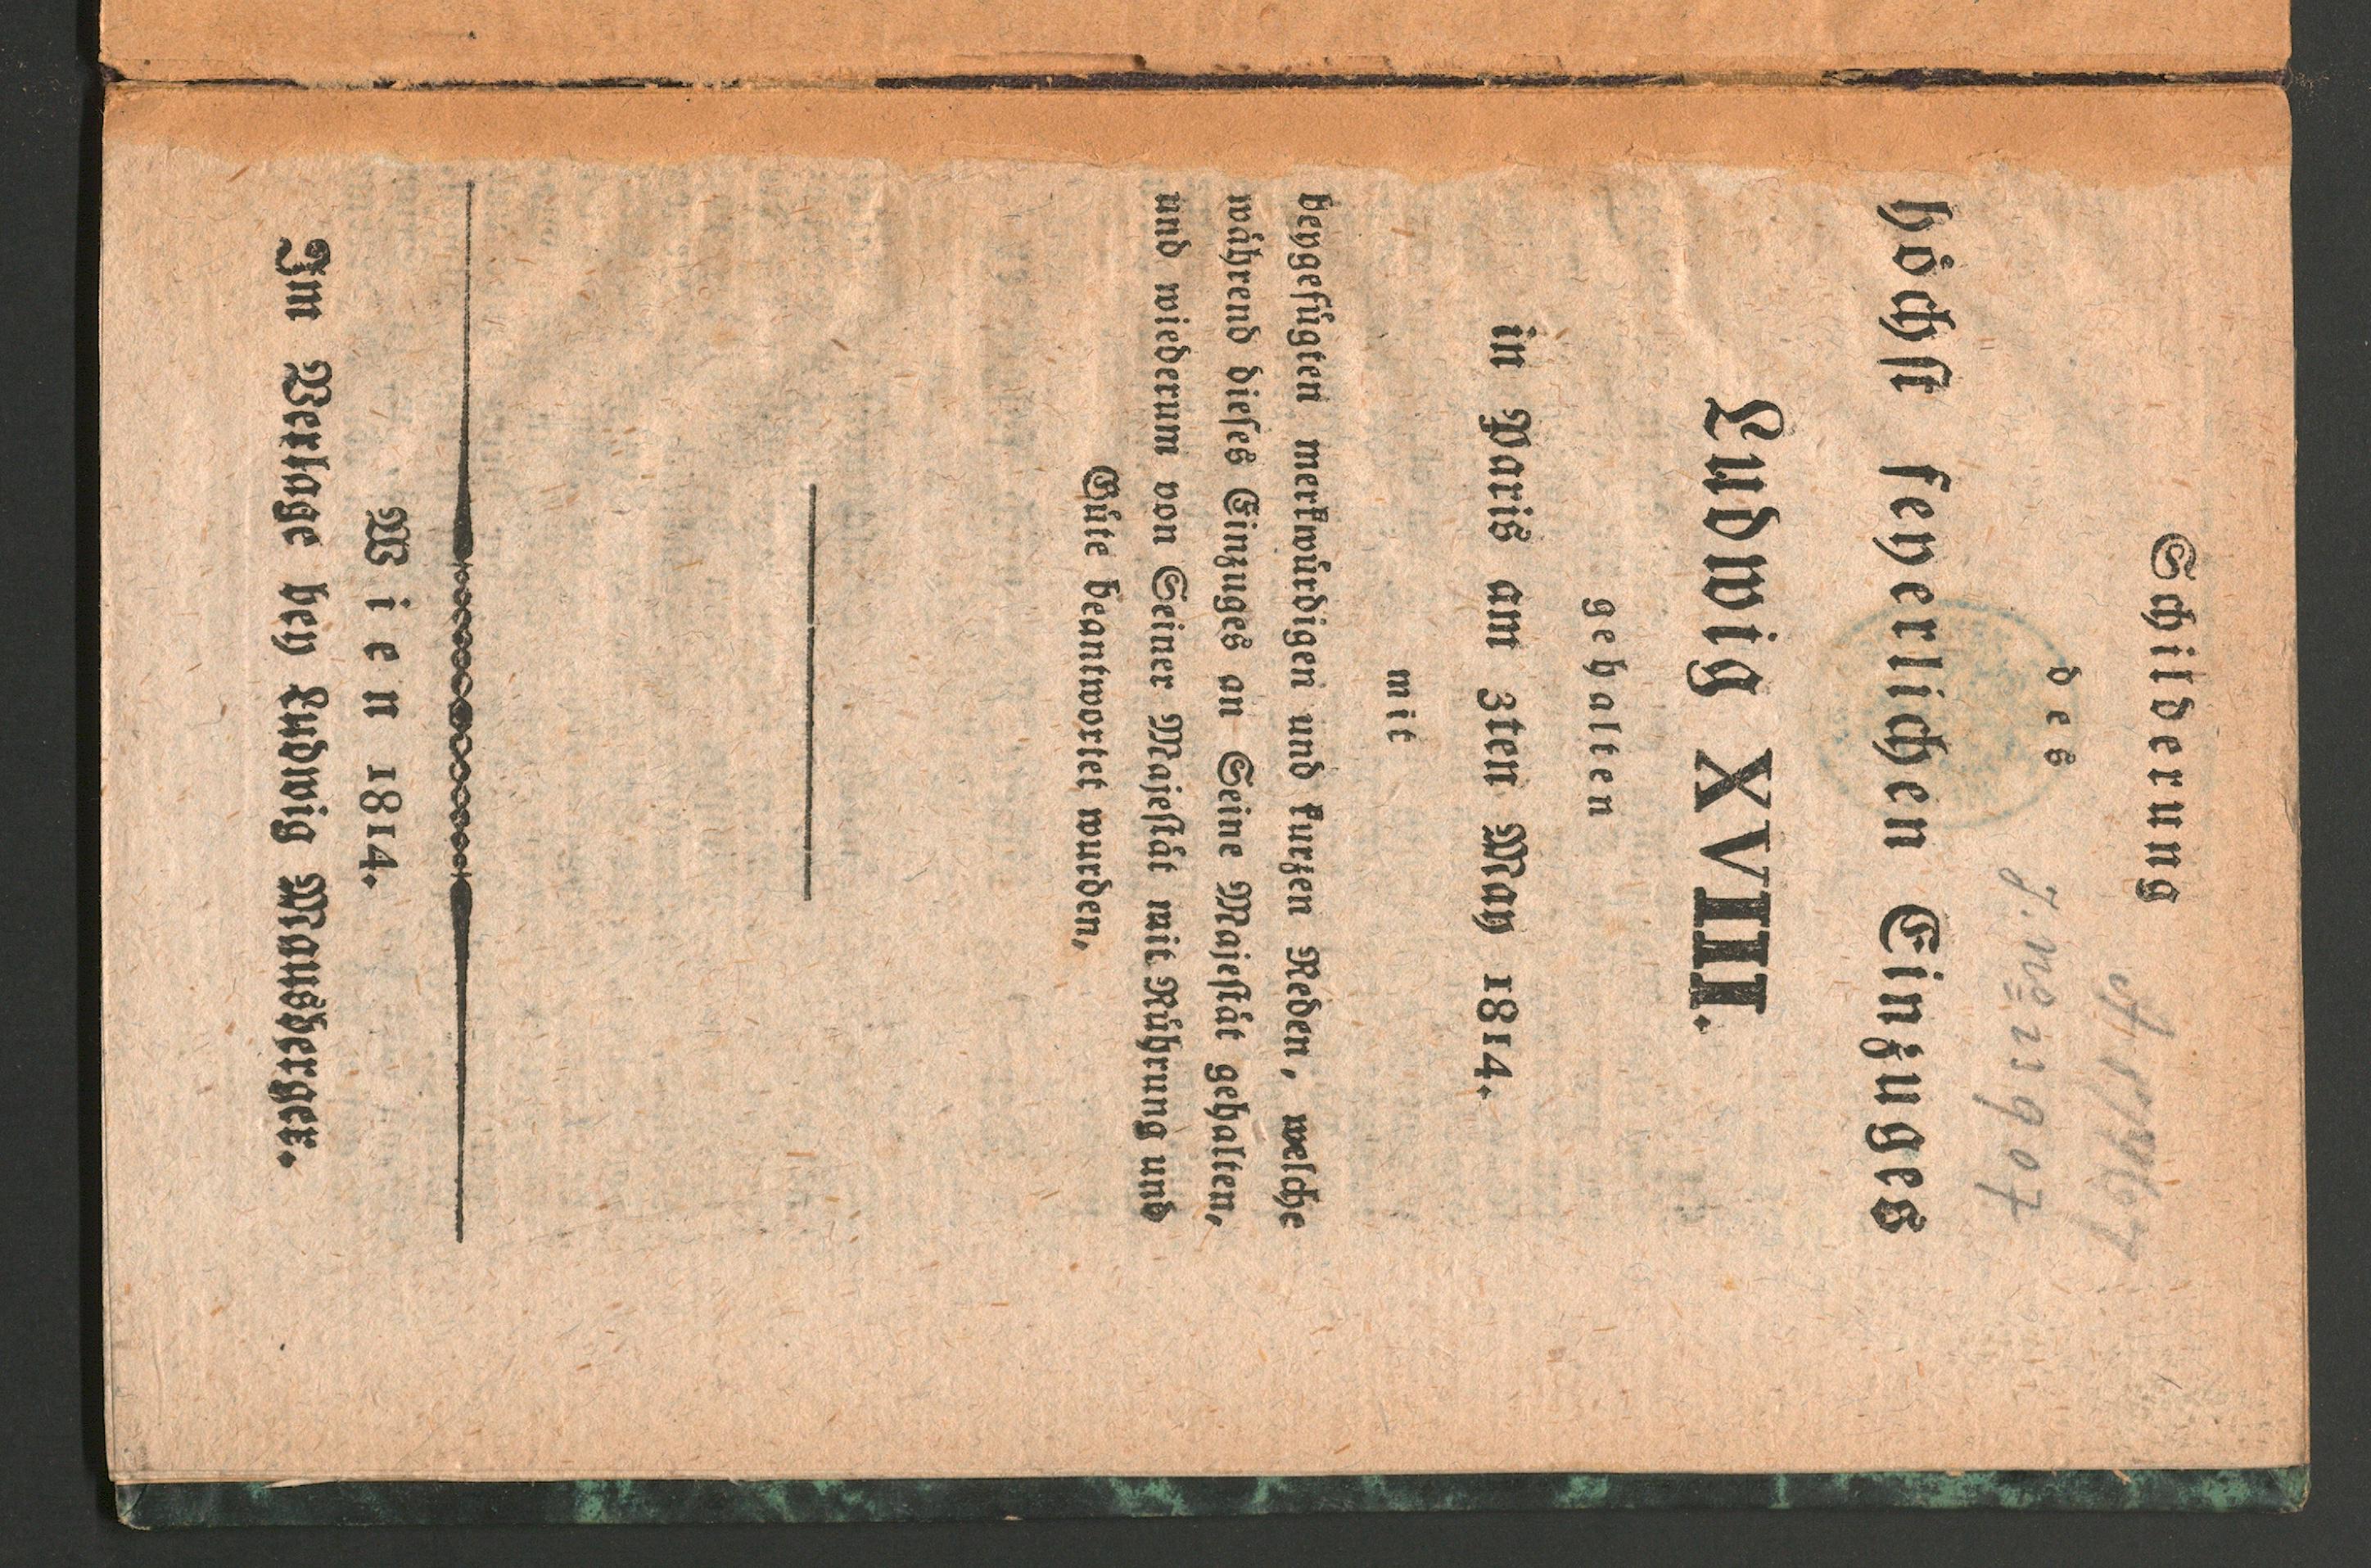 Schilderung
des
höchst feyerlichen Einzuges
Ludwig XVIII.
gehalten
in Paris am 3ten May 1814.
mit
beygefügten merkwürdigen und kurzen Reden, welche
während dieses Einzuges an Seine Majestät gehalten,
und wiederum von Seiner Majestät mit Rührung und
Güte beantwortet wurden,
Wien 1814.
Im Verlage bey Ludwig Mausberger.